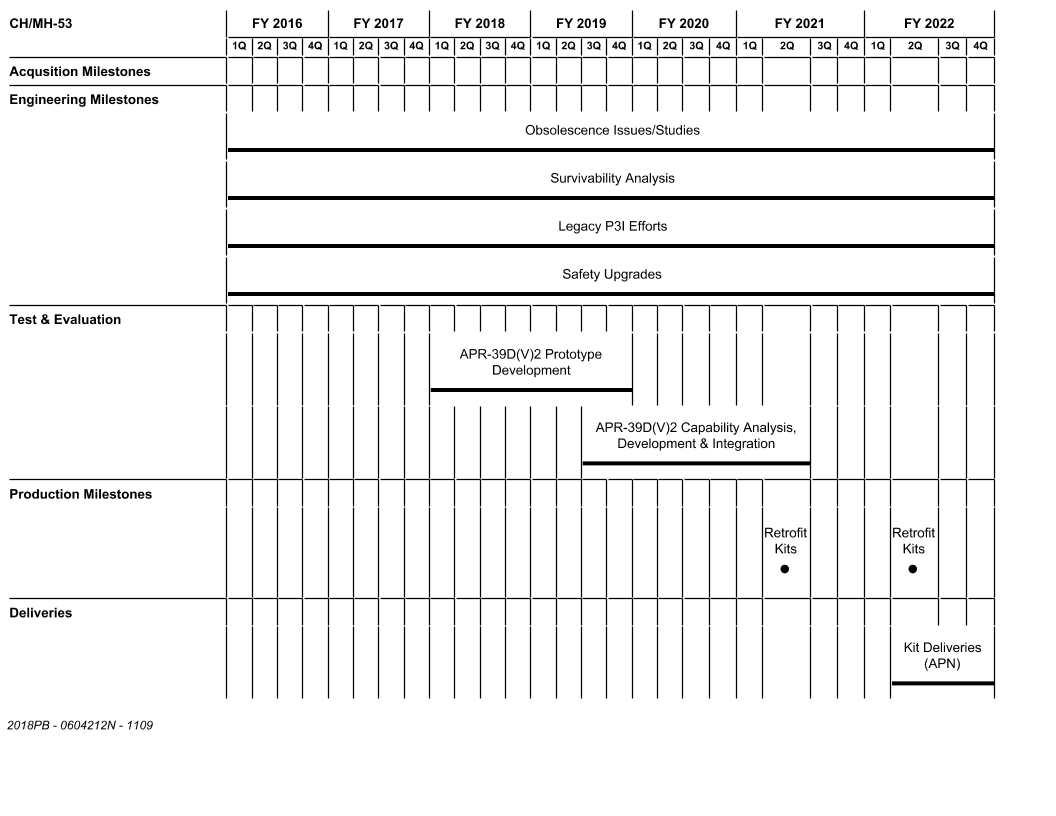 CH/MH-53 FY 2016 FY 2017 FY 2018 FY 2019 FY 2020 FY 2021 FY 2022
1Q 2Q 3Q 4Q 1Q 2Q 3Q 4Q 1Q 2Q 3Q 4Q 1Q 2Q 3Q 4Q 1Q 2Q 3Q 4Q 1Q 2Q 3Q 4Q 1Q 2Q 3Q 4Q
Acqusition Milestones
Engineering Milestones
Obsolescence Issues/Studies
Survivability Analysis
Legacy P3I Efforts
Safety Upgrades
Test & Evaluation
APR-39D(V)2 Prototype
Development
APR-39D(V)2 Capability Analysis,
Development & Integration
Production Milestones
Retrofit Retrofit
Kits Kits
Deliveries
Kit Deliveries
(APN)
2018PB - 0604212N - 1109